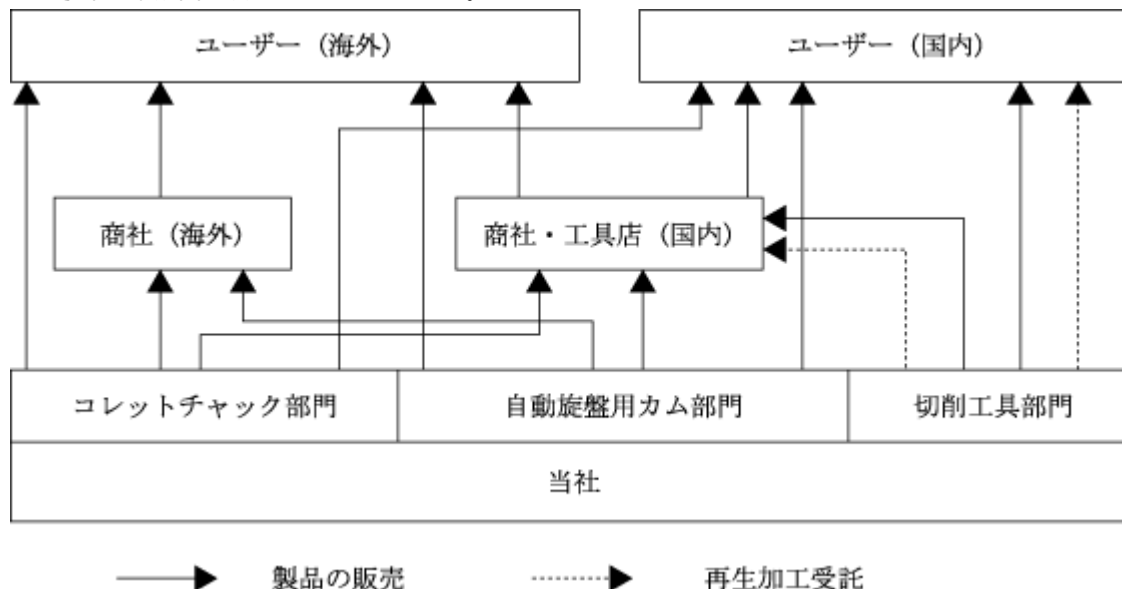 ユーザー（海外）
ユーザー（国内）
商社（海外）
商社・工具店（国内）
コレットチャック部門
自動旋盤用カム部門
切削工具部門
当社
製品の販売
再生加工受託